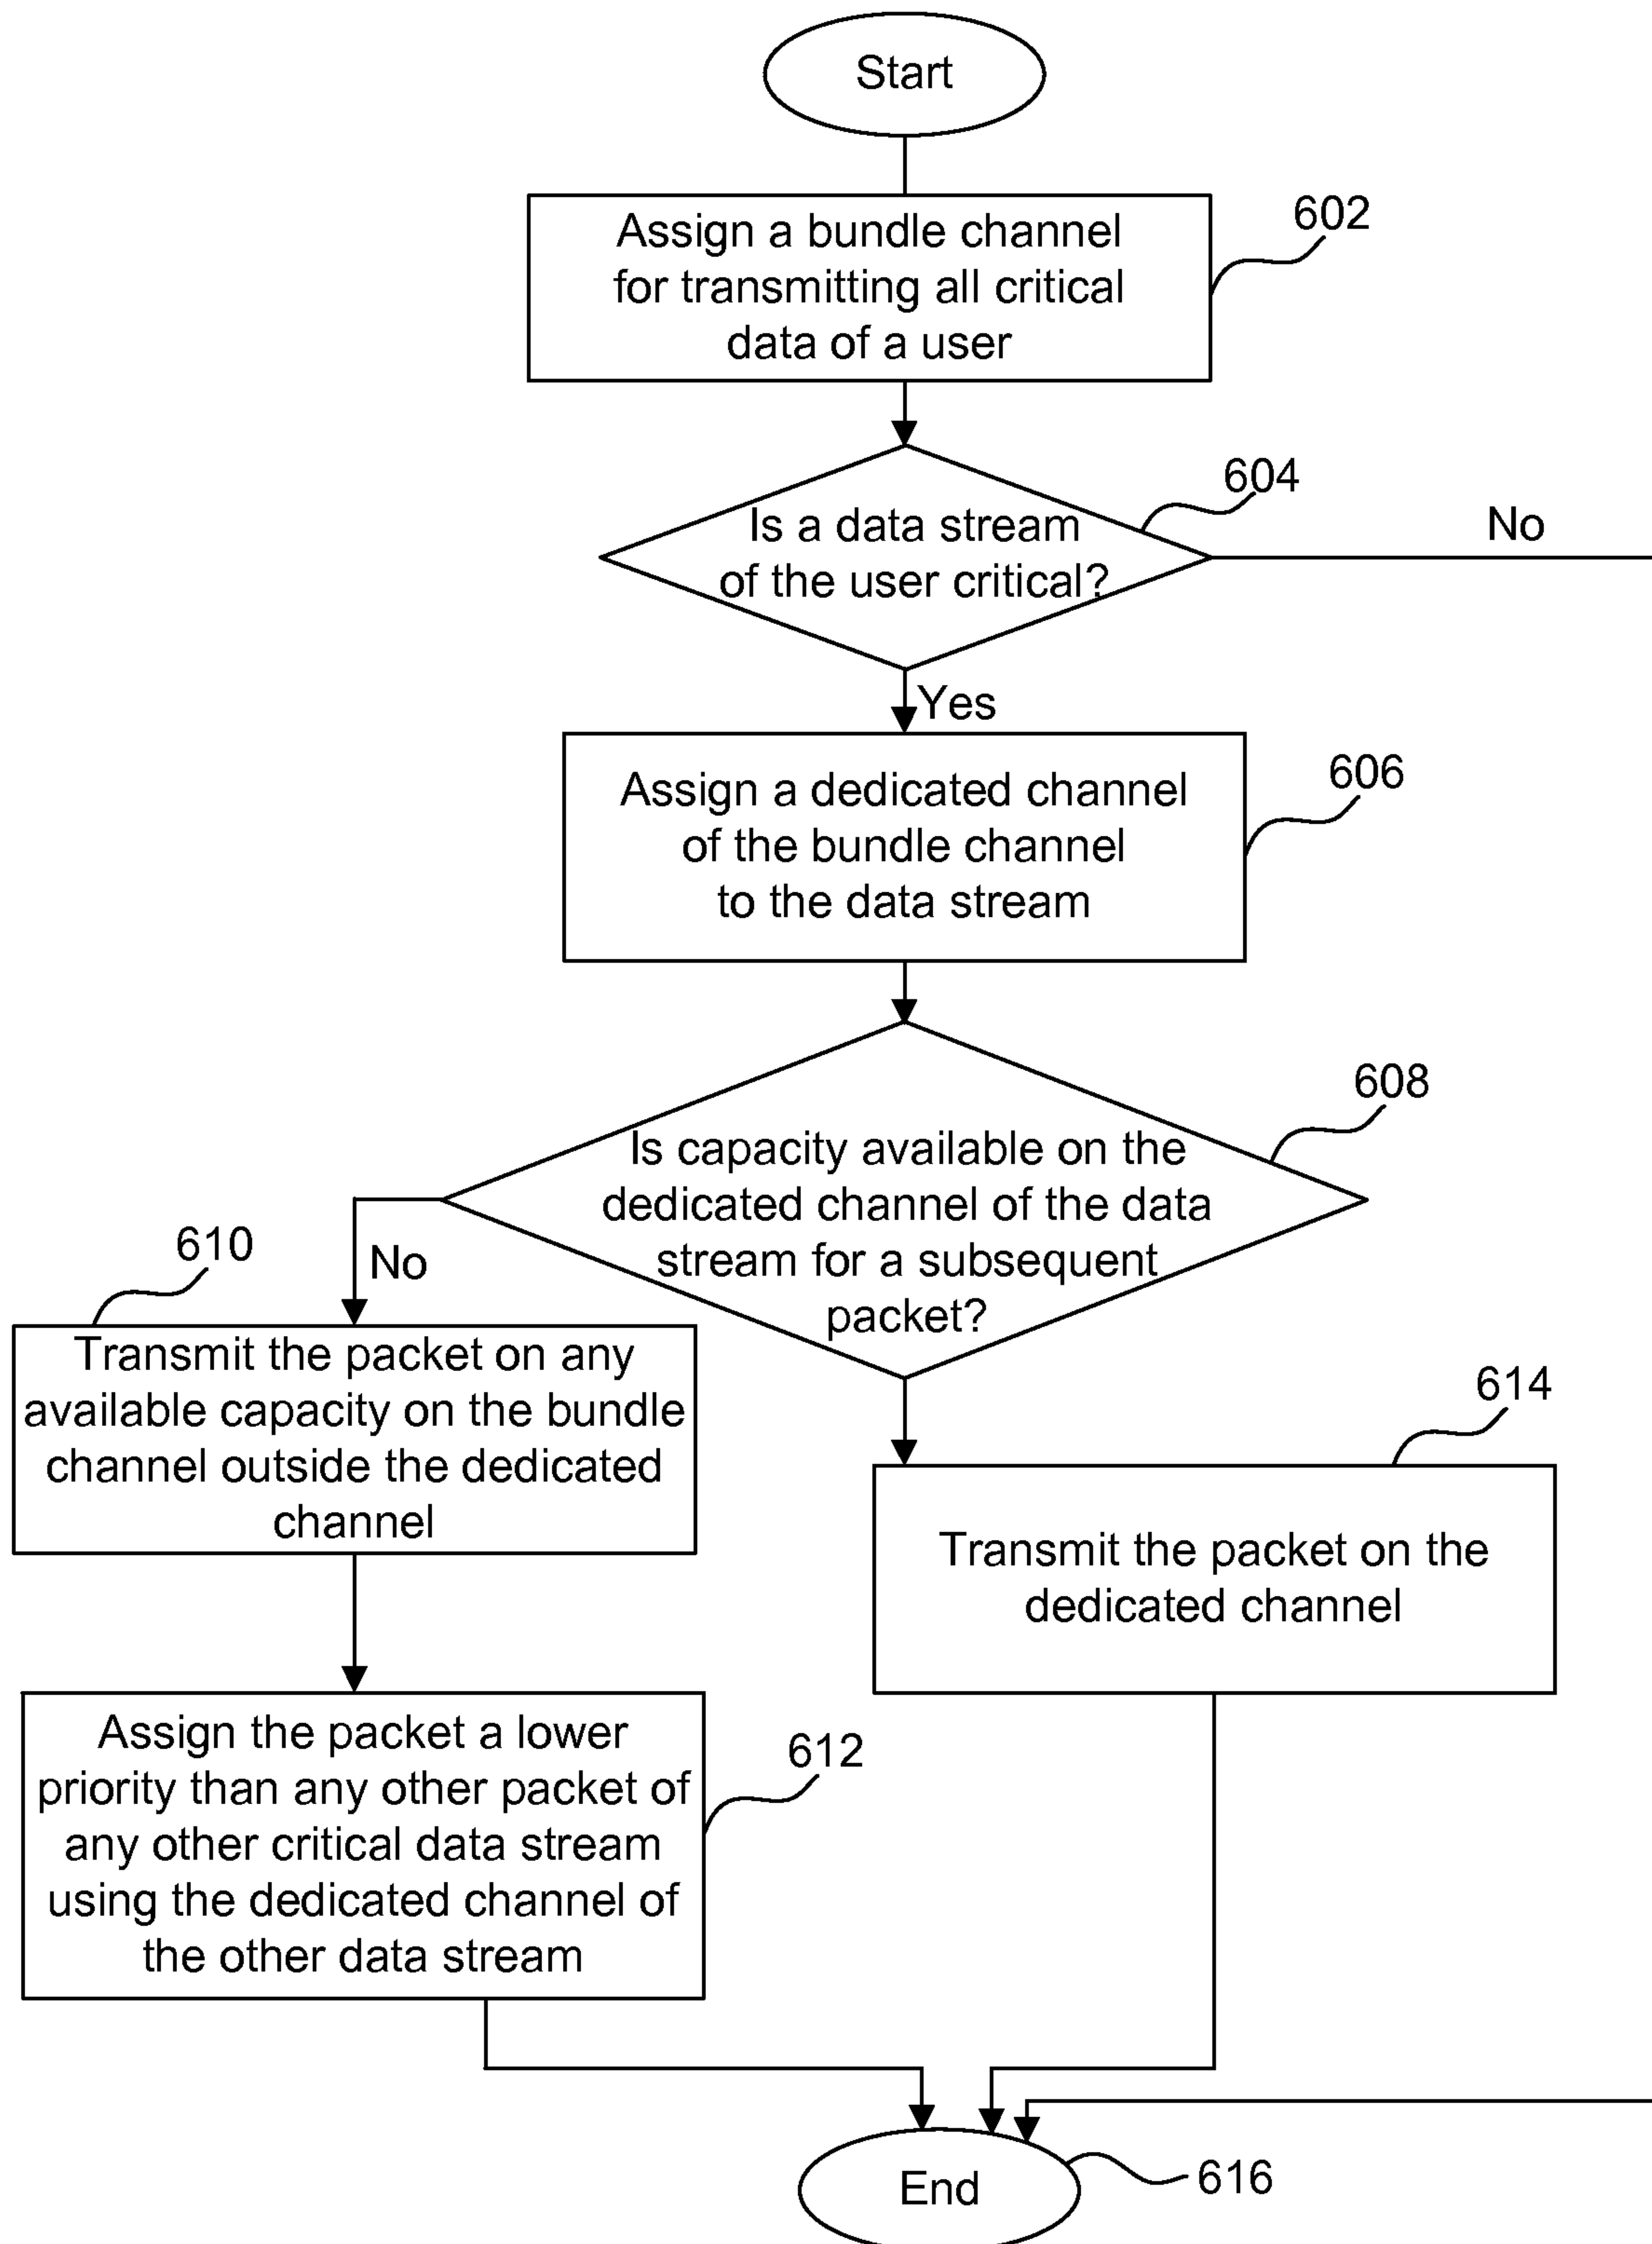 Start
Assign a bundle channel
for transmitting all critical
data of a user
602
Is a data stream
of the user critical?
604
No
Yes
Assign a dedicated channel
of the bundle channel
to the data stream
606
Is capacity available on the
dedicated channel of the data
stream for a subsequent
packet?
608
No
610
Transmit the packet on any
available capacity on the bundle
channel outside the dedicated
channel
614
Transmit the packet on the
dedicated channel
Assign the packet a lower
priority than any other packet of
any other critical data stream
using the dedicated channel of
the other data stream
612
End
616